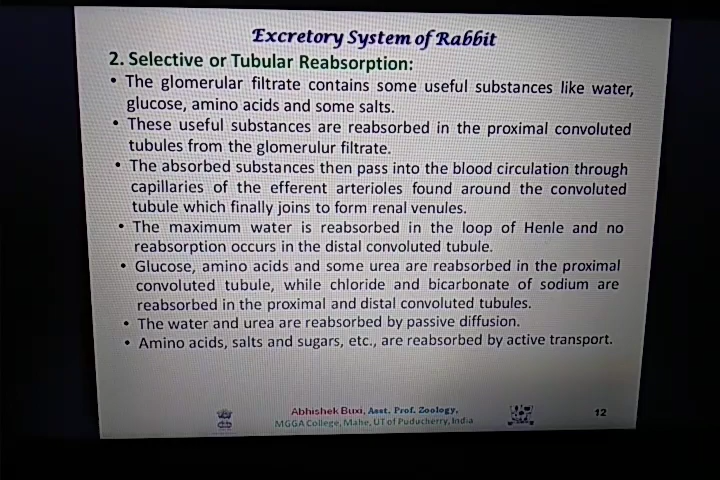 Excretory System of Rabbit
2. Selective or Tubular Reabsorption:
• The glomerular filtrate contains some useful substances like water,
glucose, amino acids and some salts.
• These useful substances are reabsorbed in the proximal convoluted
tubules from the glomerulur filtrate.
• The absorbed substances then pass into the blood circulation through
capillaries of the efferent arterioles found around the convoluted
tubule which finally joins to form renal venules.
• The maximum water is reabsorbed in the loop of Henle and no
reabsorption occurs in the distal convoluted tubule.
• Glucose, amino acids and some urea are reabsorbed in the proximal
convoluted tubule, while chloride and bicarbonate of sodium are
reabsorbed in the proximal and distal convoluted tubules.
• The water and urea are reabsorbed by passive diffusion.
• Amino acids, salts and sugars, etc., are reabsorbed by active transport.
Abhishek Buxi, Asst. Prof. Zoology,
MGGA College, Mahe, UT of Puducherry, India
12